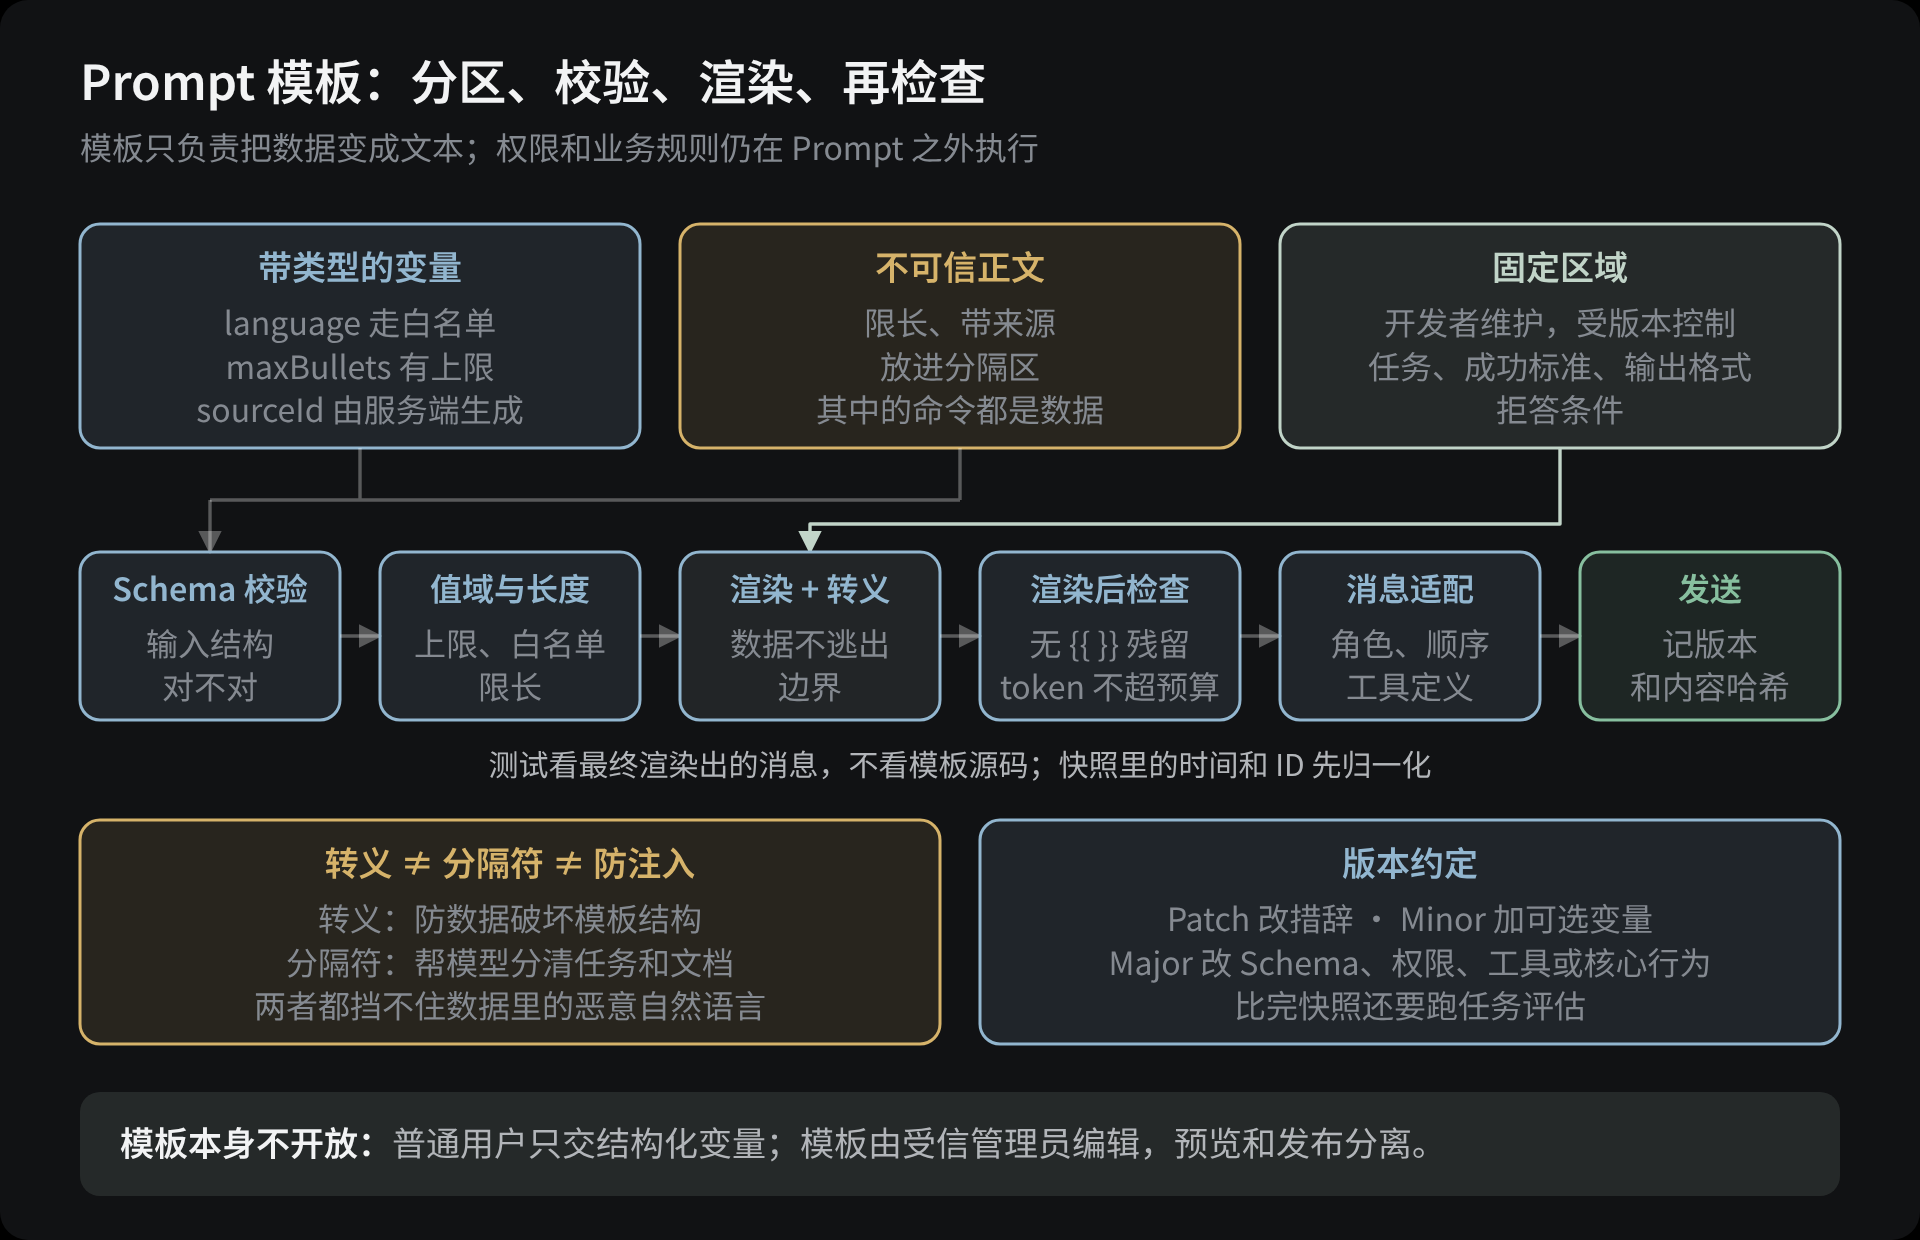 Prompt 模板：分区、校验、渲染、再检查
模板只负责把数据变成文本；权限和业务规则仍在 Prompt 之外执行
带类型的变量
language 走白名单
maxBullets 有上限
sourceId 由服务端生成
不可信正文
限长、带来源
放进分隔区
其中的命令都是数据
固定区域
开发者维护，受版本控制
任务、成功标准、输出格式
拒答条件
Schema 校验
输入结构
对不对
值域与长度
上限、白名单
限长
渲染 + 转义
数据不逃出
边界
渲染后检查
无 {{ }} 残留
token 不超预算
消息适配
角色、顺序
工具定义
发送
记版本
和内容哈希
测试看最终渲染出的消息，不看模板源码；快照里的时间和 ID 先归一化
转义 ≠ 分隔符 ≠ 防注入
转义：防数据破坏模板结构
分隔符：帮模型分清任务和文档
两者都挡不住数据里的恶意自然语言
版本约定
Patch 改措辞 · Minor 加可选变量
Major 改 Schema、权限、工具或核心行为
比完快照还要跑任务评估
模板本身不开放：普通用户只交结构化变量；模板由受信管理员编辑，预览和发布分离。